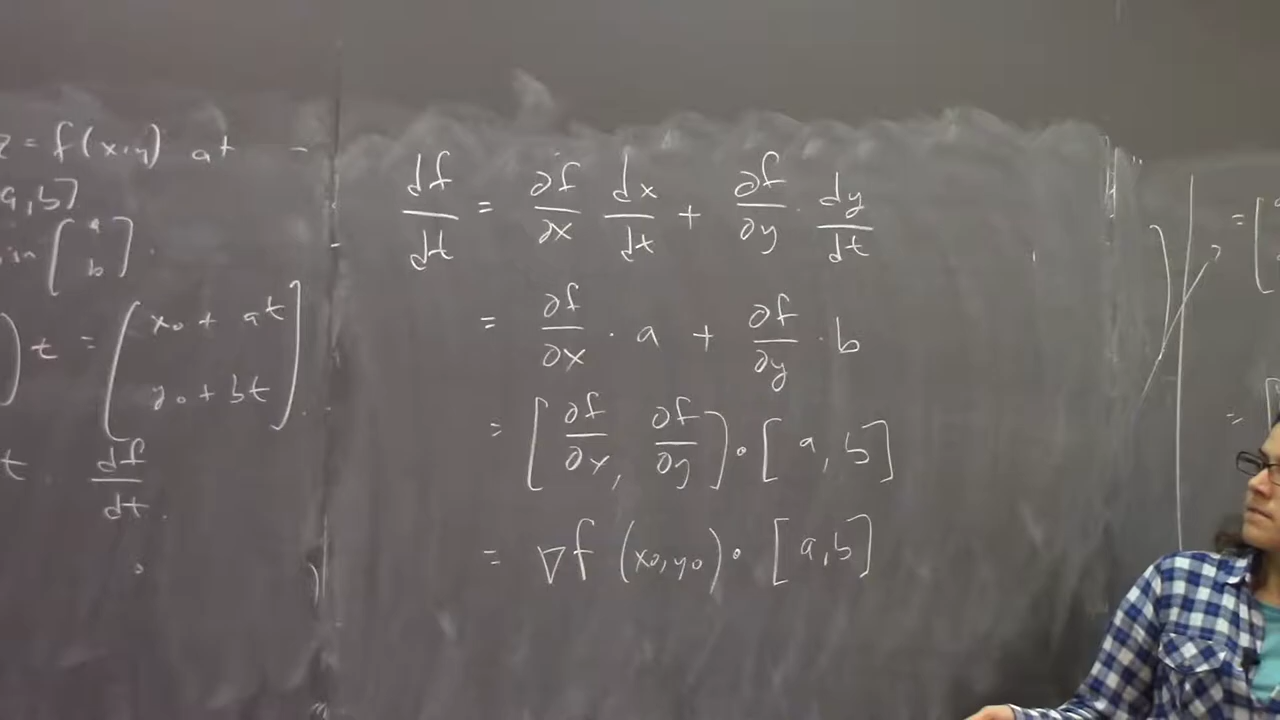 z = f(x,y) at
a,b]
in [a b].
t = [x₀ + at
y₀ + bt].
t. df/dt.
df/dt = ∂f/∂x dx/dt + ∂f/∂y · dy/dt
= ∂f/∂x · a + ∂f/∂y · b
= [∂f/∂x, ∂f/∂y] · [a, b]
= ∇f (x₀,y₀) · [a,b]
= [
= [